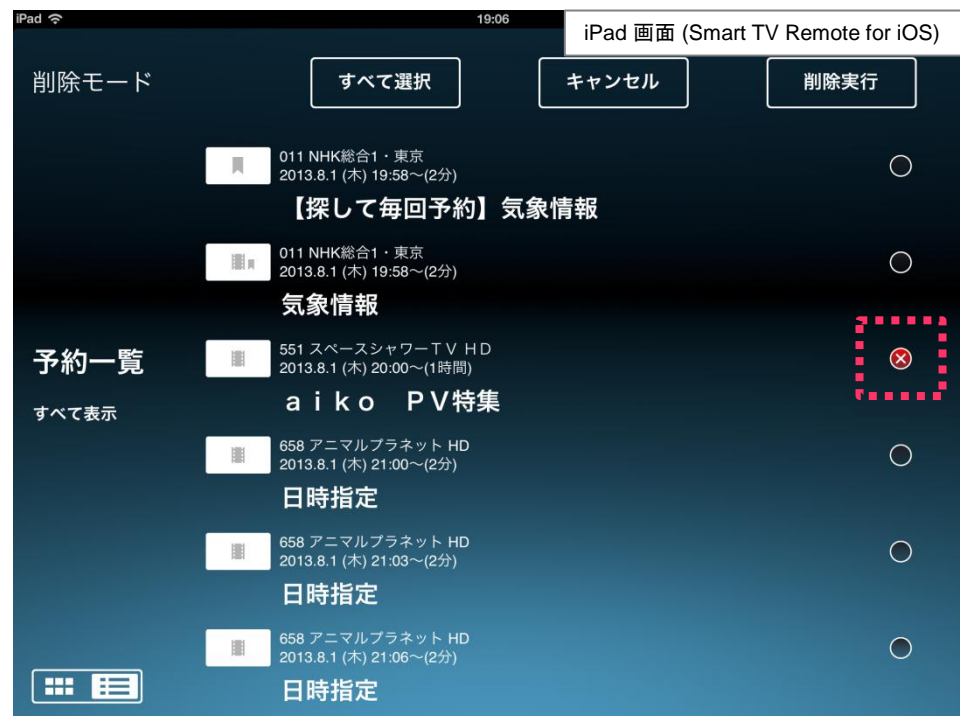 iPad 19:06
iPad 画面 (Smart TV Remote for iOS)
削除モード すべて選択 キャンセル 削除実行
011 NHK総合1・東京
2013.8.1 (木) 19:58〜(2分)
【探して毎回予約】気象情報
011 NHK総合1・東京
2013.8.1 (木) 19:58〜(2分)
気象情報
予約一覧
すべて表示
551 スペースシャワーＴＶ ＨＤ
2013.8.1 (木) 20:00〜(1時間)
ａｉｋｏ　ＰＶ特集
658 アニマルプラネット HD
2013.8.1 (木) 21:00〜(2分)
日時指定
658 アニマルプラネット HD
2013.8.1 (木) 21:03〜(2分)
日時指定
658 アニマルプラネット HD
2013.8.1 (木) 21:06〜(2分)
日時指定